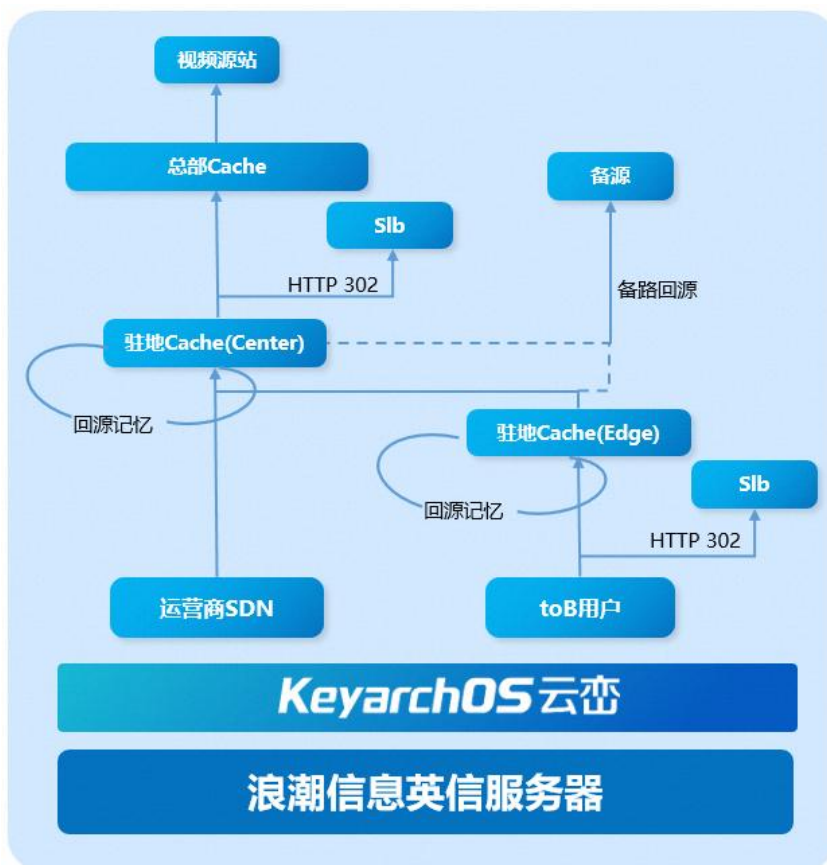 视频源站
总部Cache
备源
Slb
HTTP 302
备路回源
驻地Cache(Center)
回源记忆
驻地Cache(Edge)
回源记忆
Slb
HTTP 302
运营商SDN
toB用户
KeyarchOS云峦
浪潮信息英信服务器